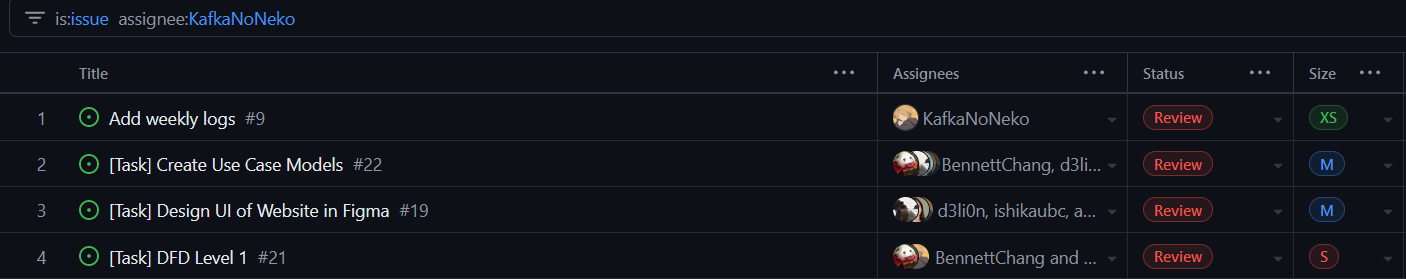 is:issue assignee:KafkaNoNeko
Title ... Assignees ... Status ... Size ...
1 Add weekly logs #9 KafkaNoNeko Review XS
2 [Task] Create Use Case Models #22 BennettChang, d3li... Review M
3 [Task] Design UI of Website in Figma #19 d3li0n, ishikaubc, a... Review M
4 [Task] DFD Level 1 #21 BennettChang and ... Review S